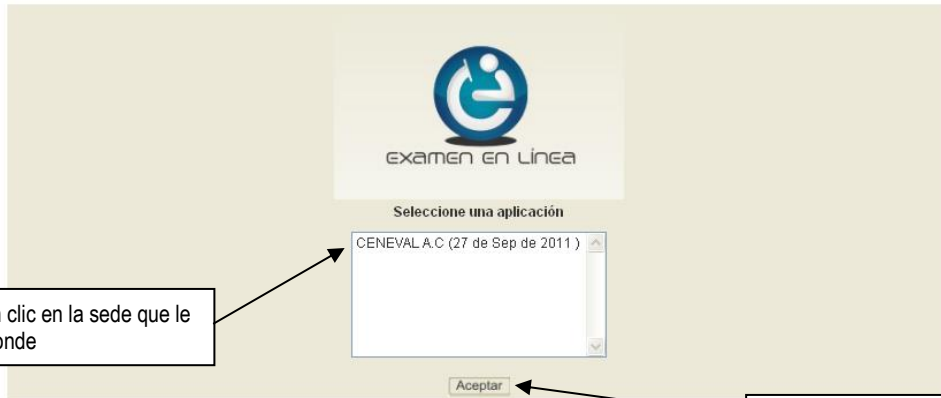 examen en Línea
Seleccione una aplicación
CENEVAL A.C (27 de Sep de 2011 )
clic en la sede que le
onde
Aceptar